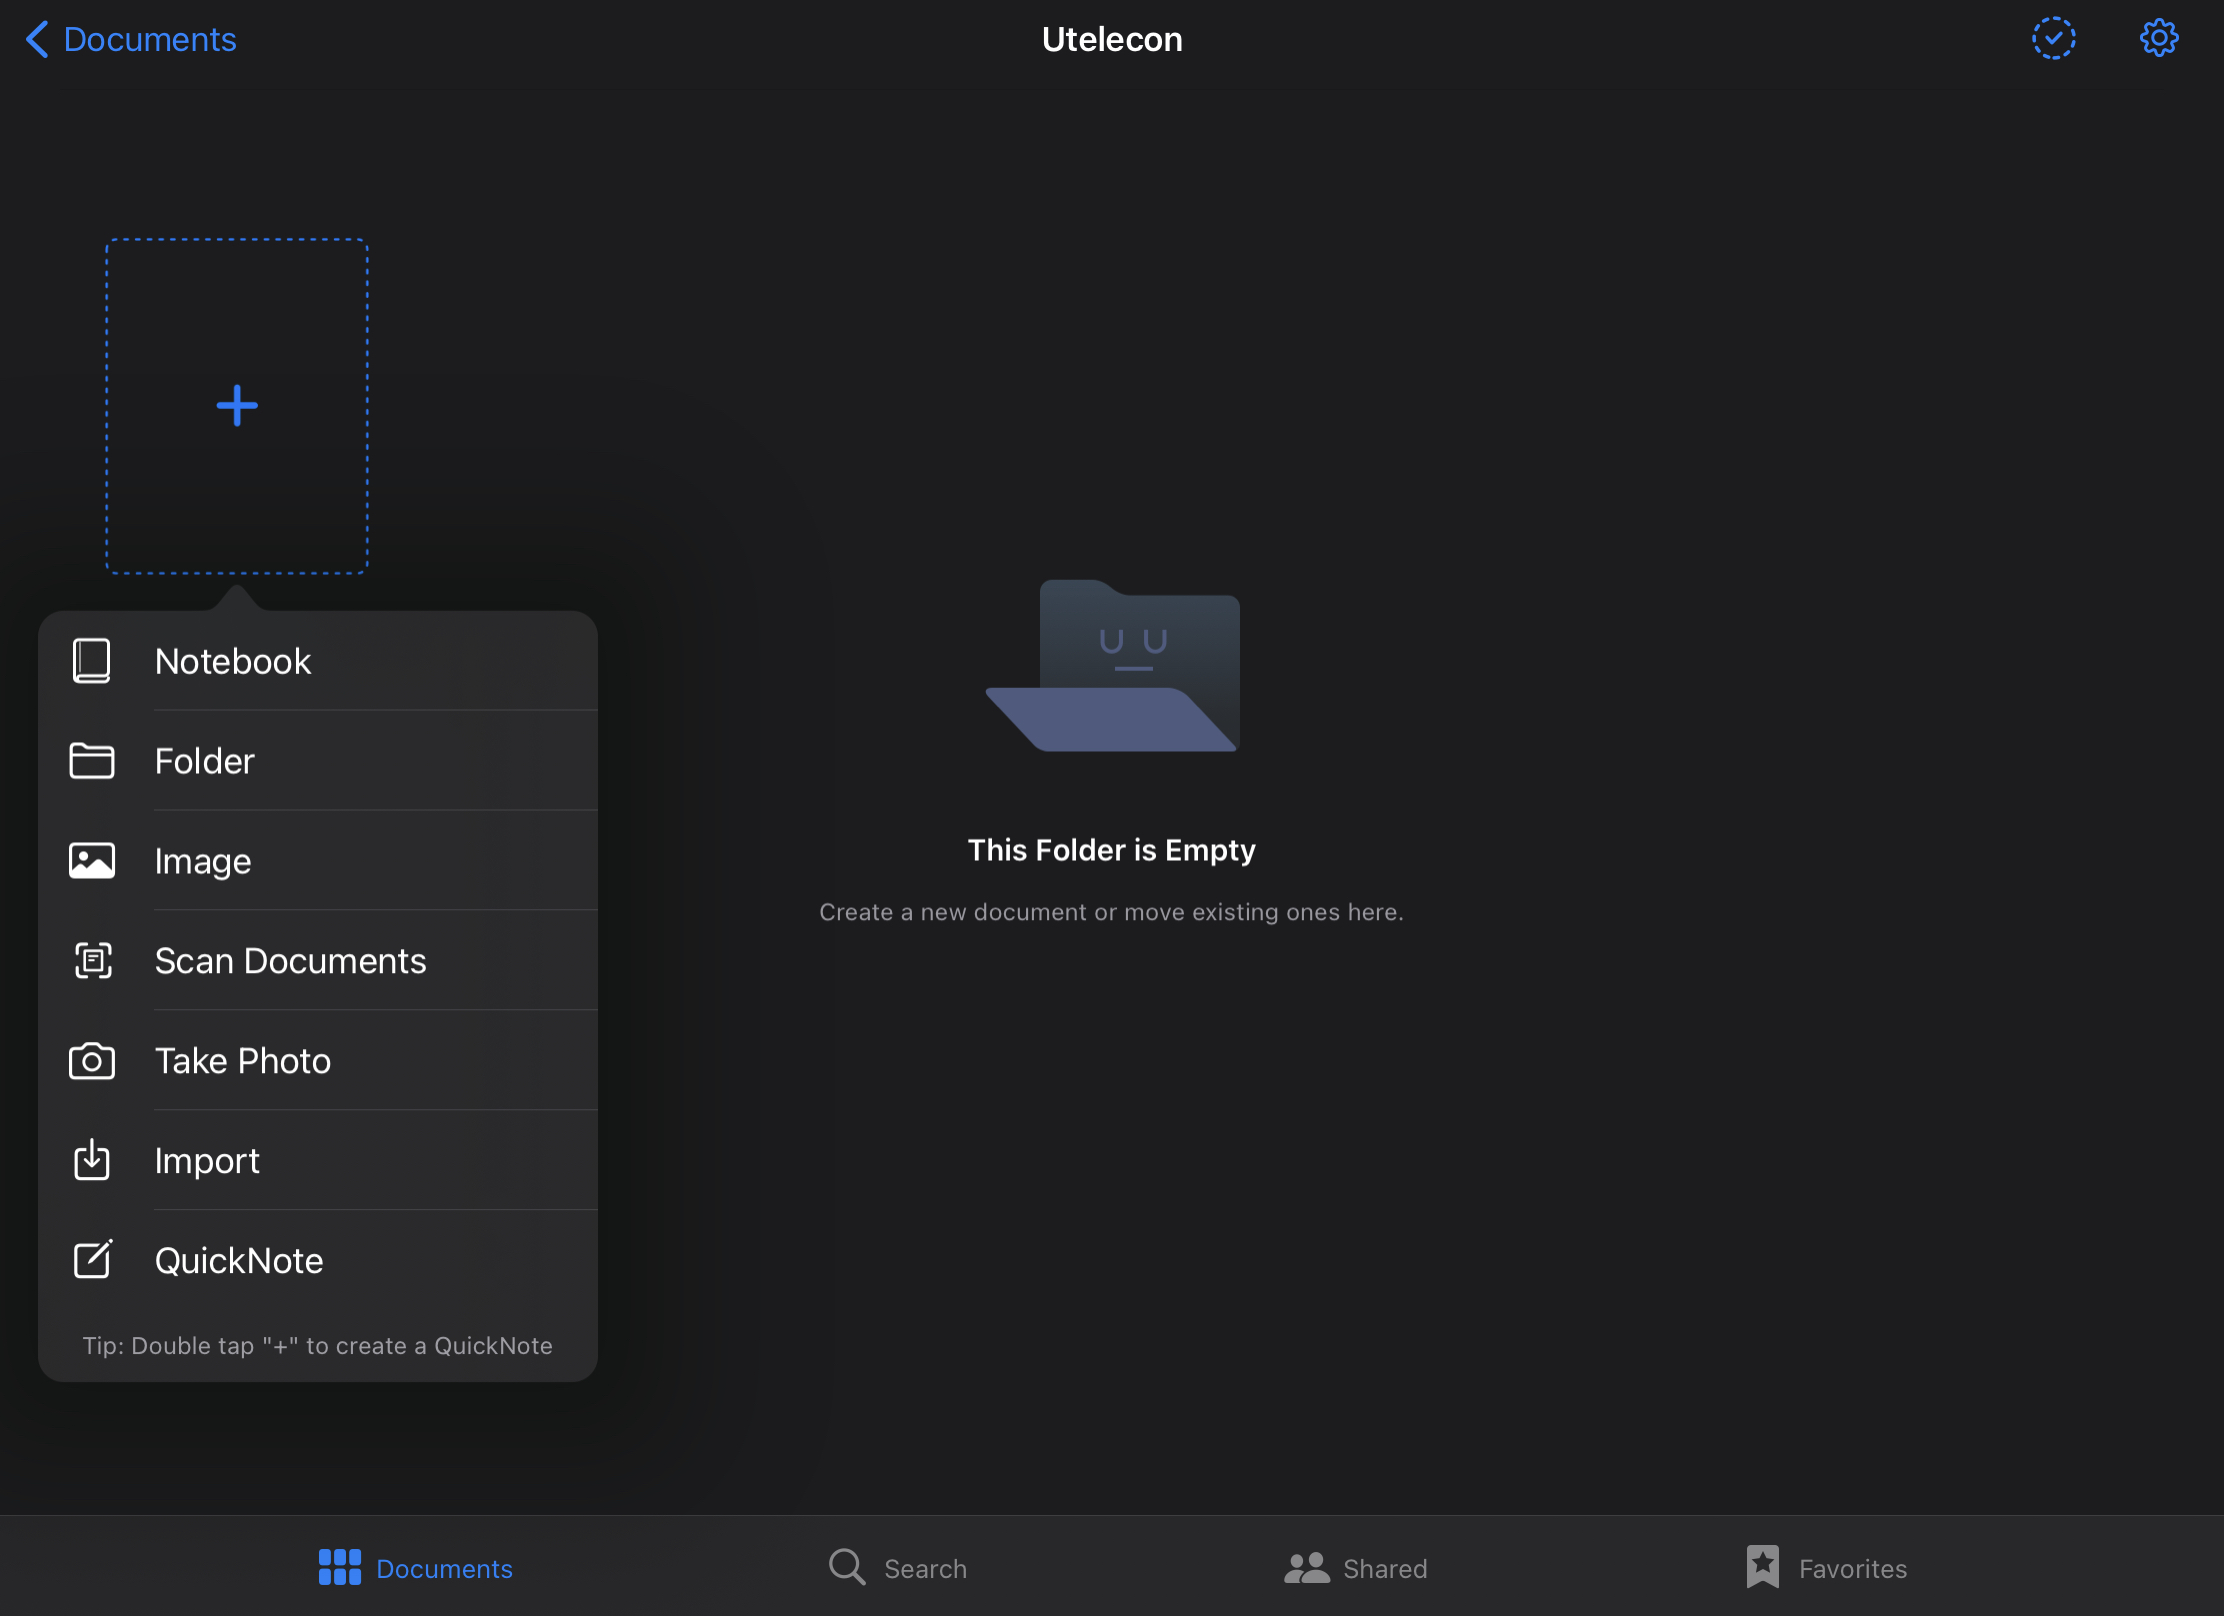 Documents
Utelecon
Notebook
Folder
Image
Scan Documents
Take Photo
Import
QuickNote
Tip: Double tap "+" to create a QuickNote
This Folder is Empty
Create a new document or move existing ones here.
Documents
Search
Shared
Favorites